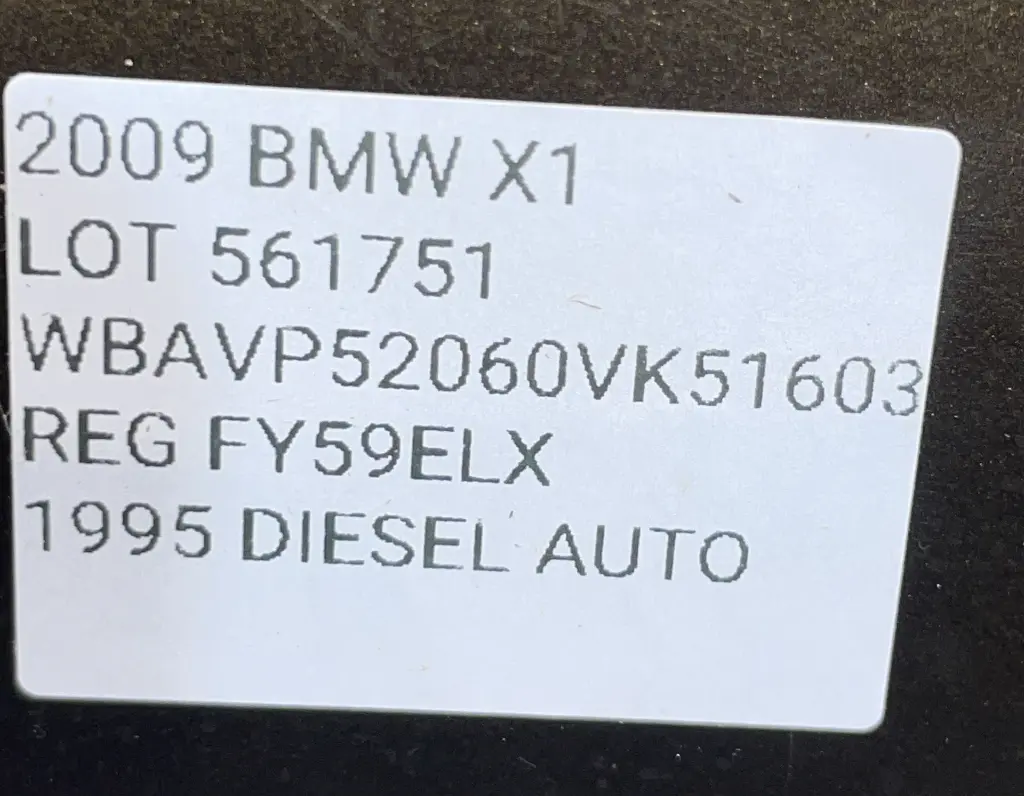 2009 BMW X1
LOT 561751
WBAVP52060VK51603
REG FY59ELX
1995 DIESEL AUTO